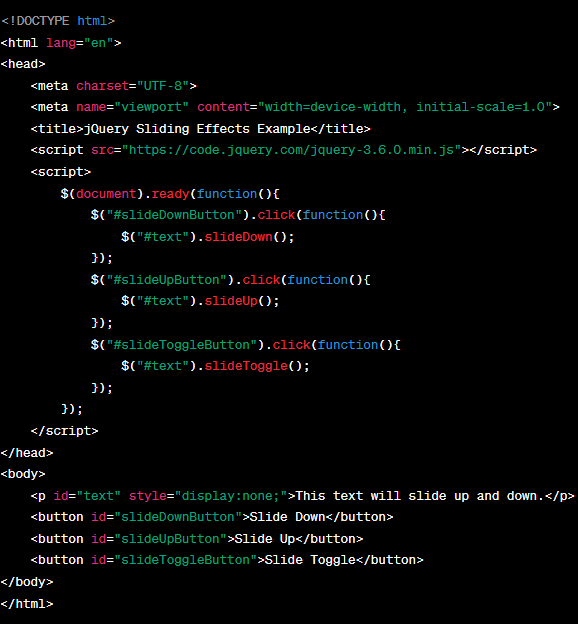 <!DOCTYPE html>
<html lang="en">
<head>
    <meta charset="UTF-8">
    <meta name="viewport" content="width=device-width, initial-scale=1.0">
    <title>jQuery Sliding Effects Example</title>
    <script src="https://code.jquery.com/jquery-3.6.0.min.js"></script>
    <script>
        $(document).ready(function(){
            $("#slideDownButton").click(function(){
                $("#text").slideDown();
            });
            $("#slideUpButton").click(function(){
                $("#text").slideUp();
            });
            $("#slideToggleButton").click(function(){
                $("#text").slideToggle();
            });
        });
    </script>
</head>
<body>
    <p id="text" style="display:none;">This text will slide up and down.</p>
    <button id="slideDownButton">Slide Down</button>
    <button id="slideUpButton">Slide Up</button>
    <button id="slideToggleButton">Slide Toggle</button>
</body>
</html>